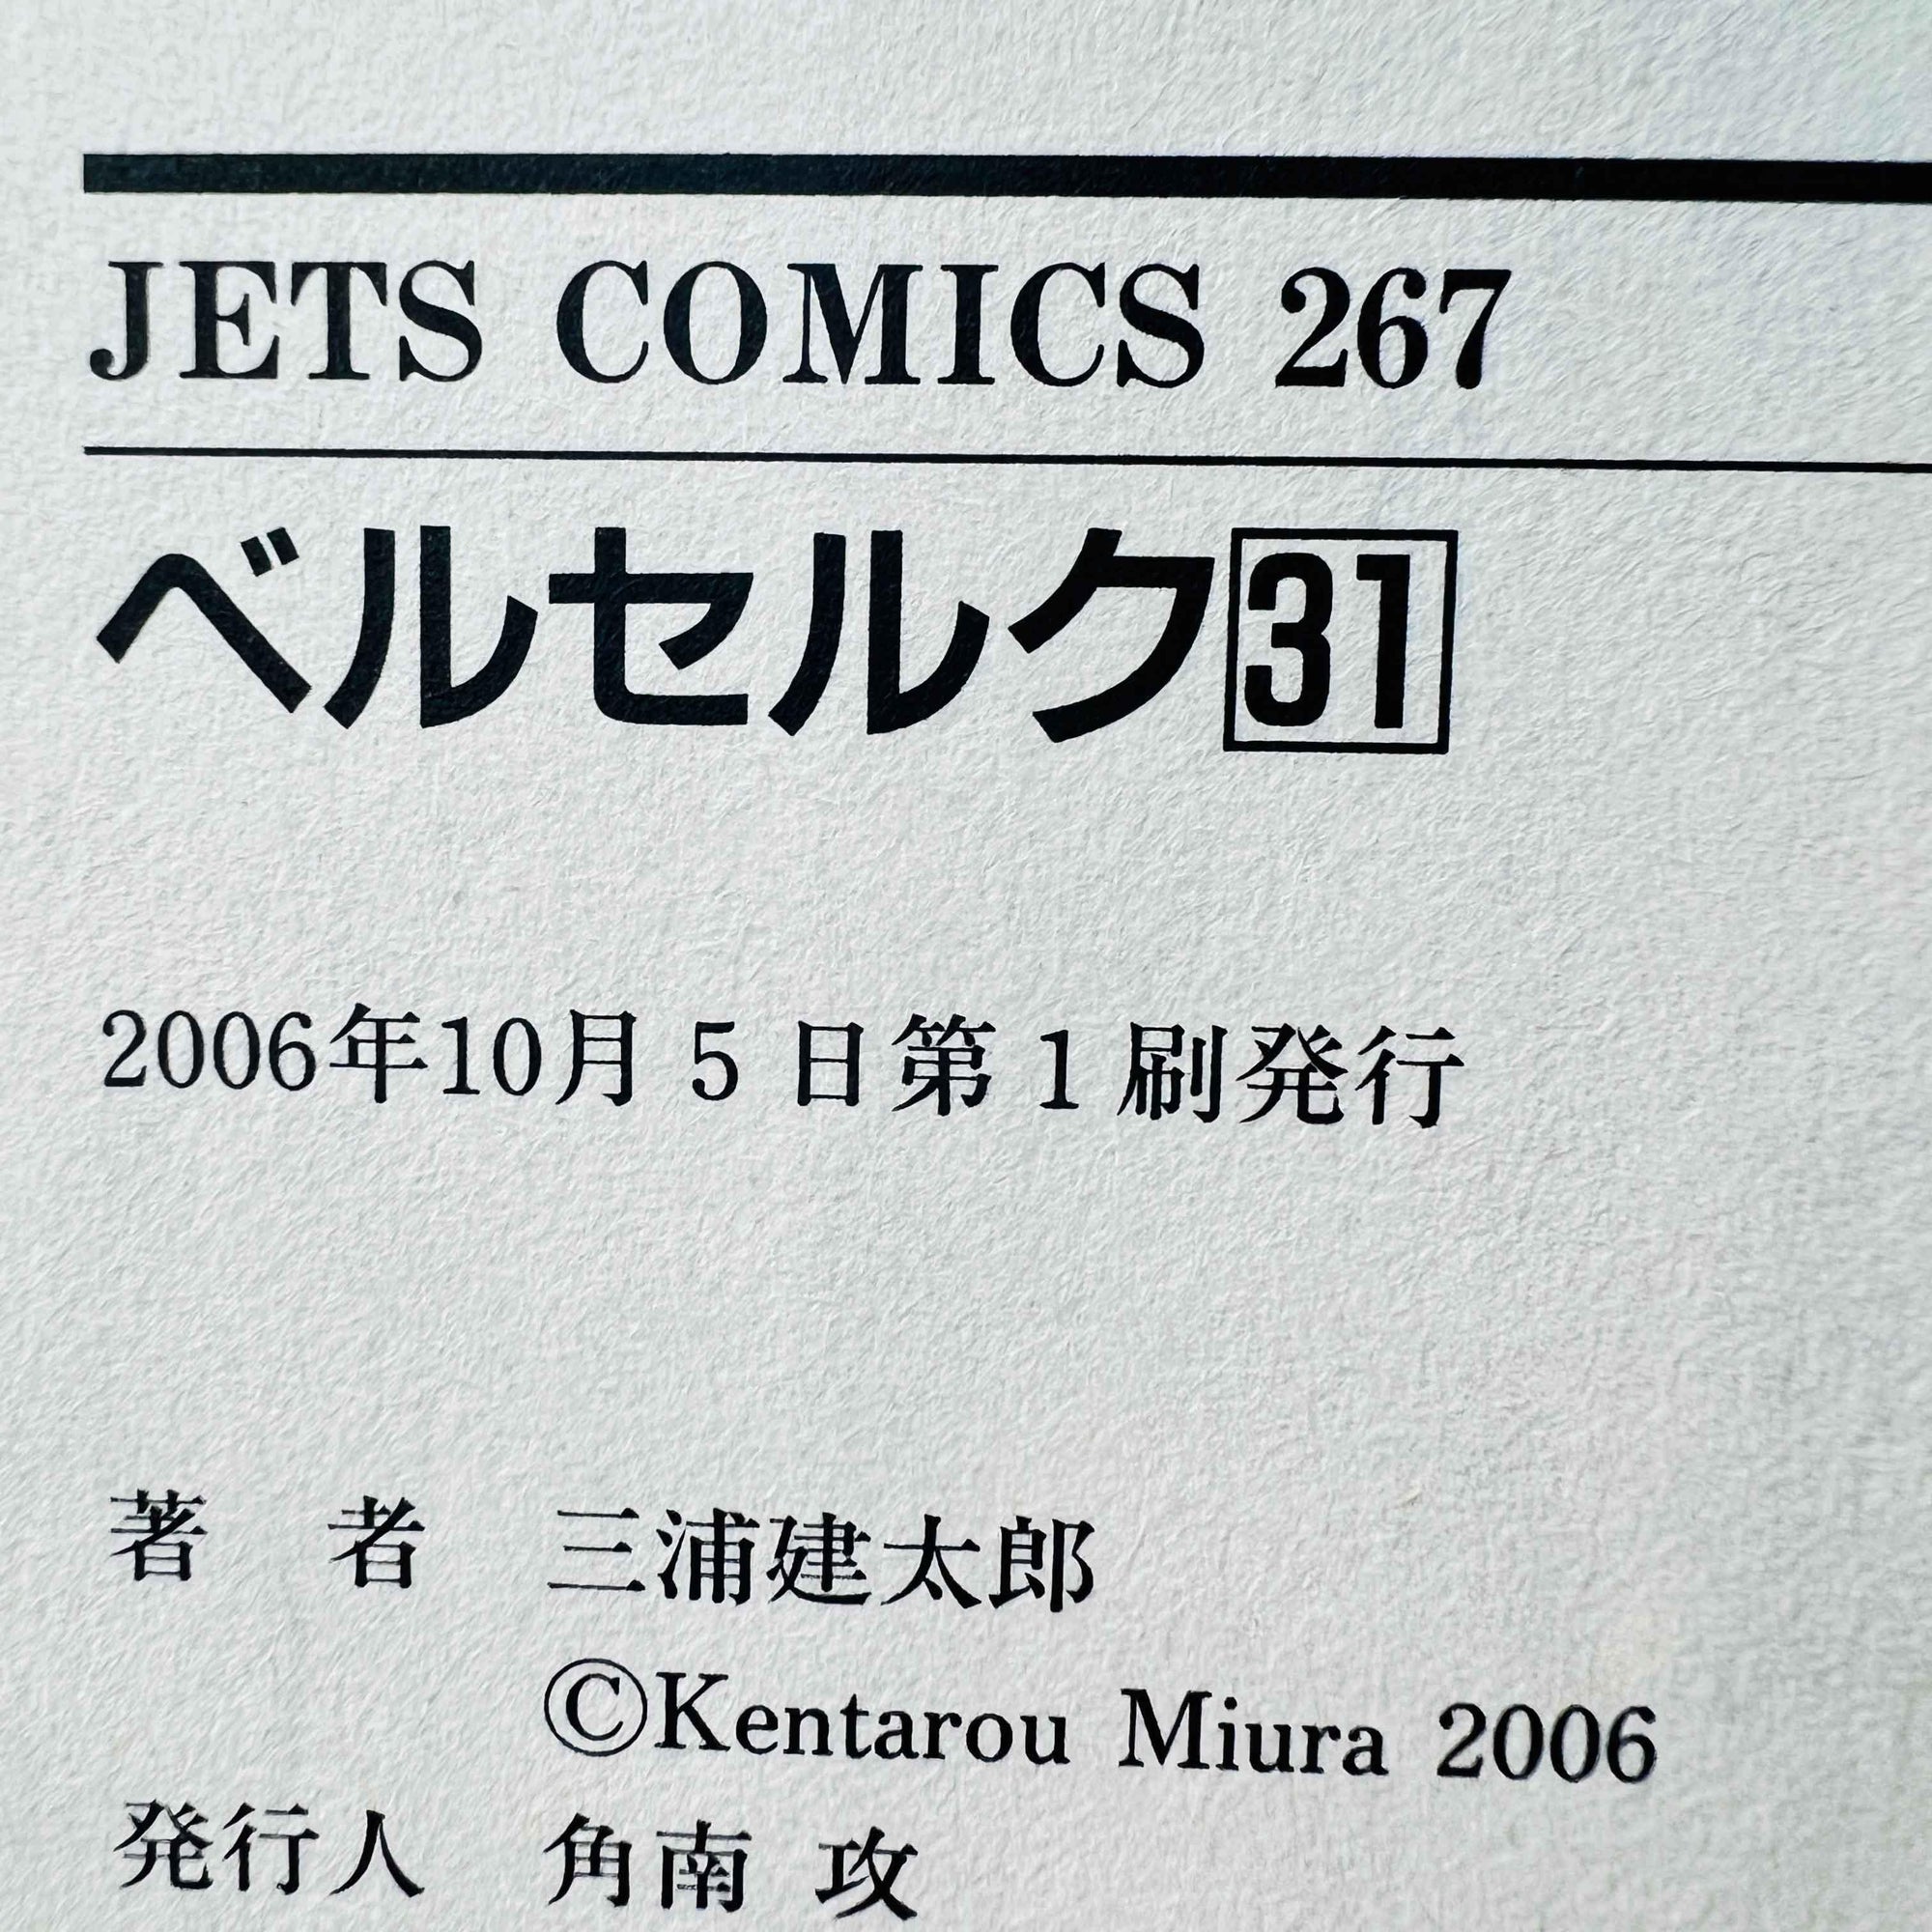 JETS COMICS 267
ベルセルク31
2006年10月5日第1刷発行
著 者 三浦建太郎
©Kentarou Miura 2006
発行人 角南 攻